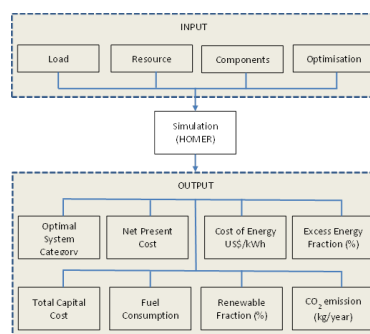 INPUT
Load
Resource
Components
Optimisation
Simulation
(HOMER)
OUTPUT
Optimal
System
Category
Net Present
Cost
Cost of Energy
US$/kWh
Excess Energy
Fraction (%)
Total Capital
Cost
Fuel
Consumption
Renewable
Fraction (%)
CO₂ emission
(kg/year)